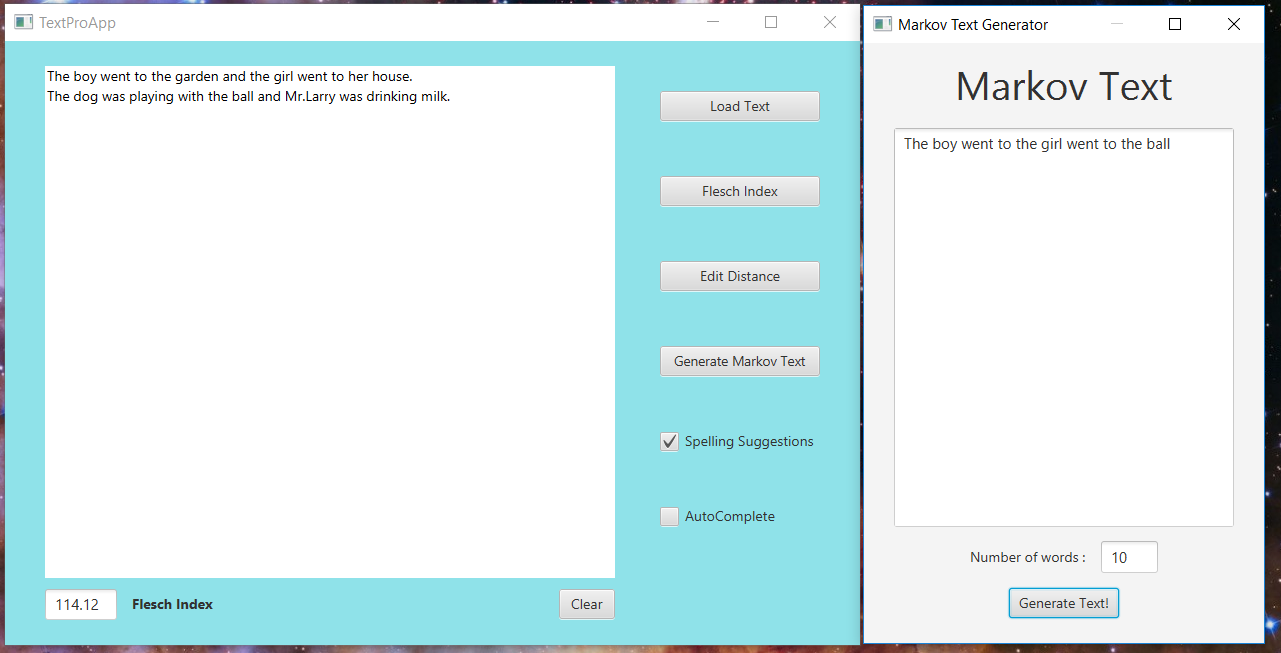 TextProApp
The boy went to the garden and the girl went to her house.
The dog was playing with the ball and Mr.Larry was drinking milk.
Load Text
Flesch Index
Edit Distance
Generate Markov Text
Spelling Suggestions
AutoComplete
114.12
Flesch Index
Clear
Markov Text Generator
Markov Text
The boy went to the girl went to the ball
Number of words :
10
Generate Text!